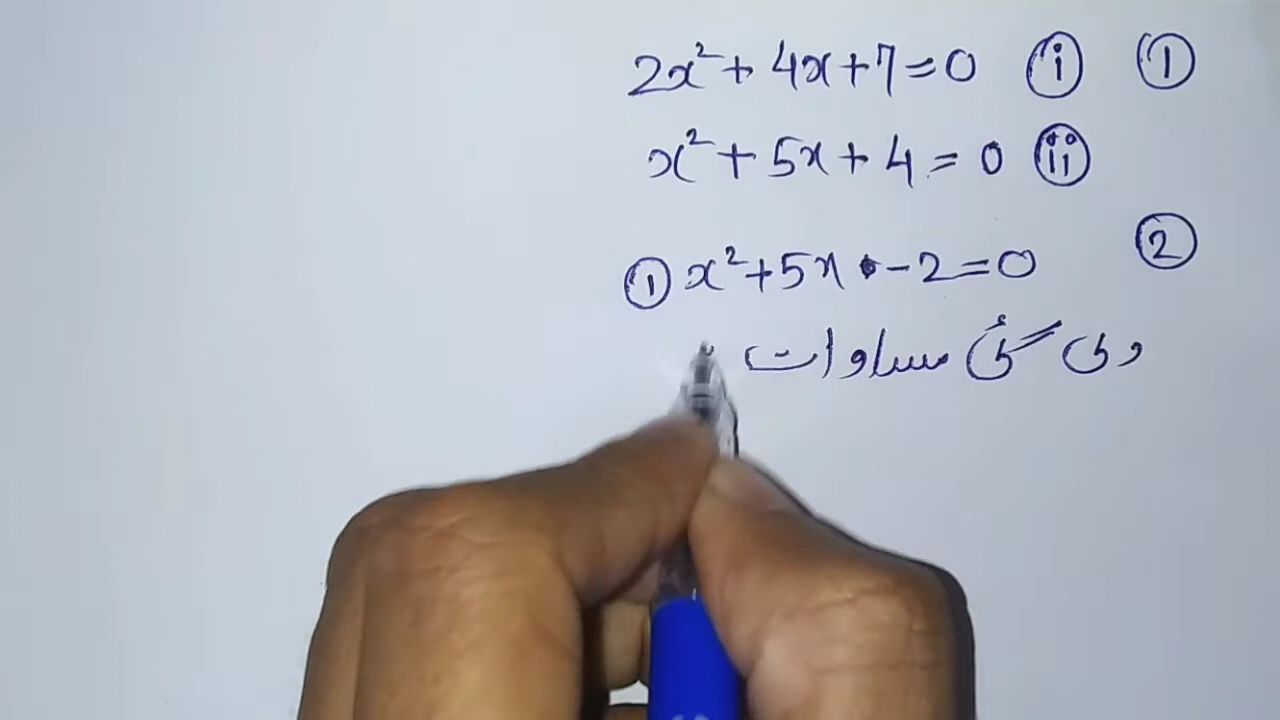 2x² + 4x + 7 = 0 (i) (1)
x² + 5x + 4 = 0 (ii)
(1) x² + 5x - 2 = 0 (2)
دی گئی مساوات